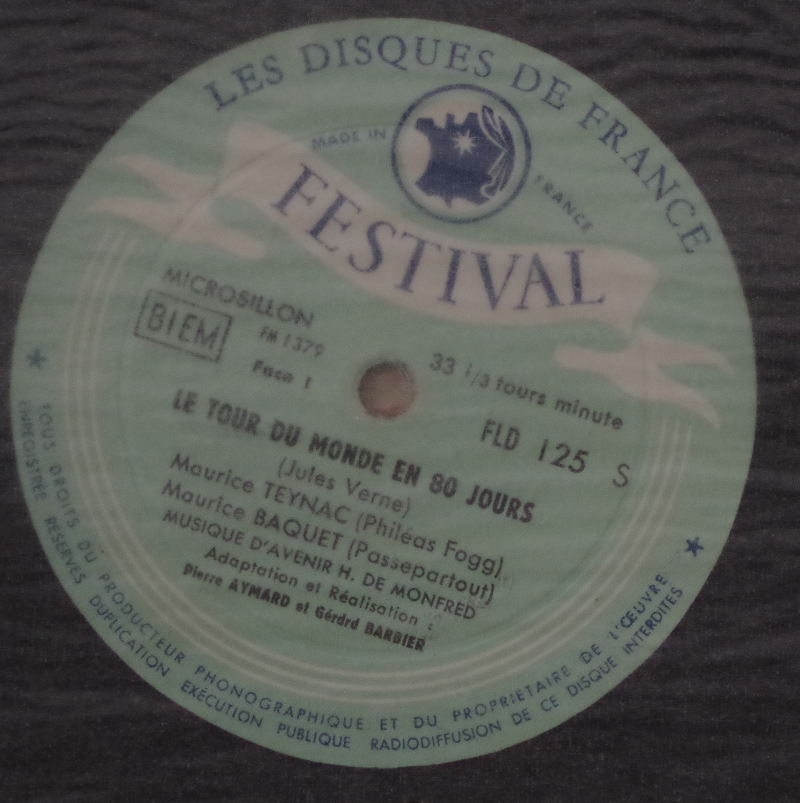 LES DISQUES DE FRANCE
MADE IN FRANCE
FESTIVAL
MICROSILLON
BIEM
FM 1379
Face 1
33 1/3 tours minute
FLD 125 S
LE TOUR DU MONDE EN 80 JOURS
(Jules Verne)
Maurice TEYNAC (Philéas Fogg)
Maurice BAQUET (Passepartout)
MUSIQUE D'AVENIR H. DE MONFRED
Adaptation et Réalisation :
Pierre AYMARD et Gérdrd BARBIER
TOUS DROITS DU PRODUCTEUR PHONOGRAPHIQUE ET DU PROPRIÉTAIRE DE L'ŒUVRE
ENREGISTRÉE RÉSERVÉS DUPLICATION EXÉCUTION PUBLIQUE RADIODIFFUSION DE CE DISQUE INTERDITES